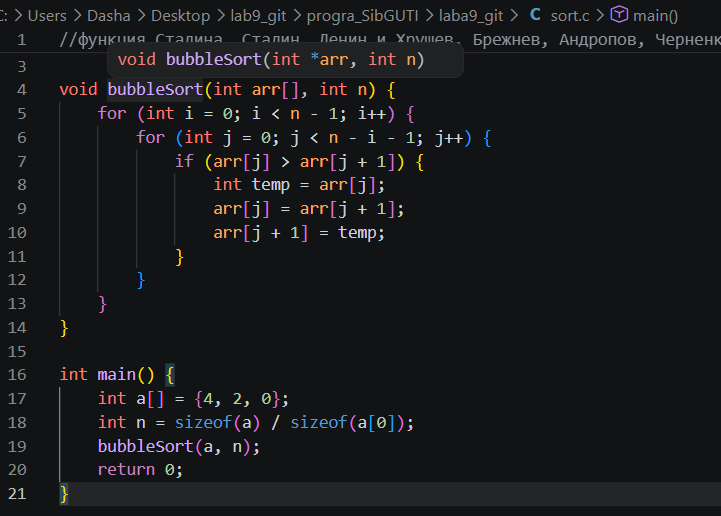 C: > Users > Dasha > Desktop > lab9_git > progra_SibGUTI > laba9_git > C sort.c > main()
1 //функция Сталина. Сталин, Ленин и Хрущев, Брежнев, Андропов, Черненк
void bubbleSort(int *arr, int n)
3
4 void bubbleSort(int arr[], int n) {
5 for (int i = 0; i < n - 1; i++) {
6 for (int j = 0; j < n - i - 1; j++) {
7 if (arr[j] > arr[j + 1]) {
8 int temp = arr[j];
9 arr[j] = arr[j + 1];
10 arr[j + 1] = temp;
11 }
12 }
13 }
14 }
15
16 int main() {
17 int a[] = {4, 2, 0};
18 int n = sizeof(a) / sizeof(a[0]);
19 bubbleSort(a, n);
20 return 0;
21 }